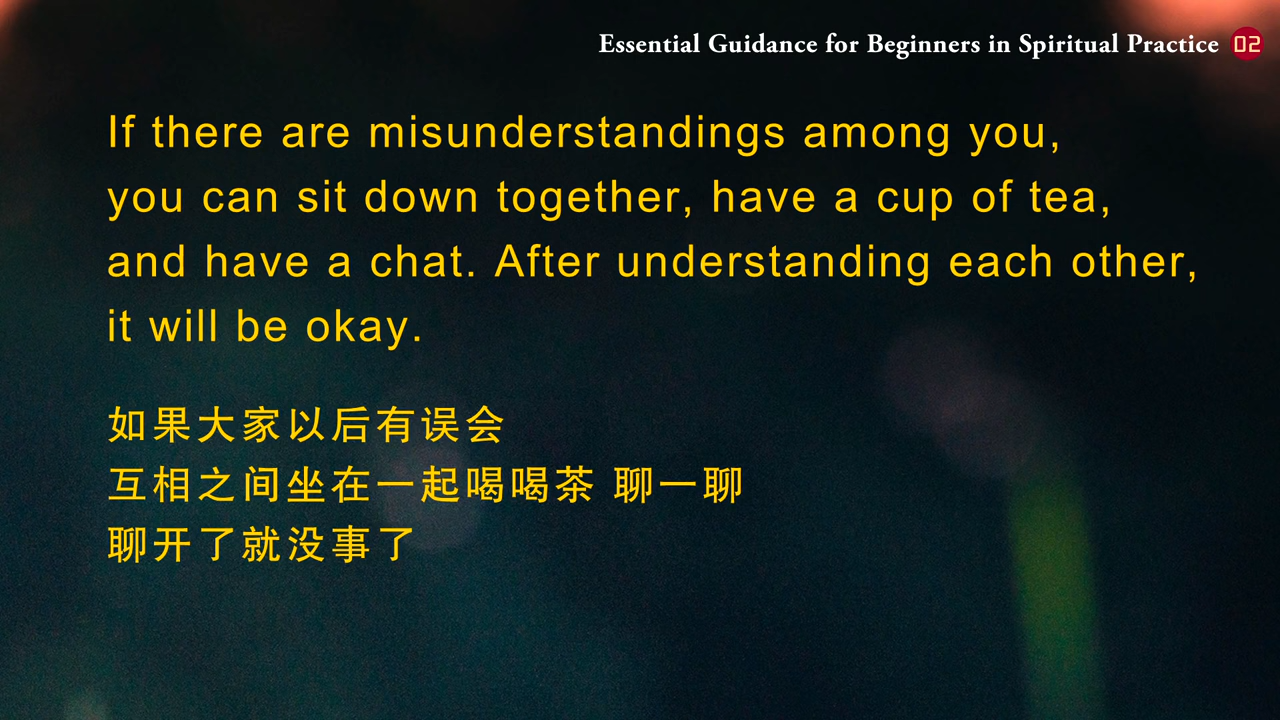 Essential Guidance for Beginners in Spiritual Practice 02
If there are misunderstandings among you,
you can sit down together, have a cup of tea,
and have a chat. After understanding each other,
it will be okay.
如果大家以后有误会
互相之间坐在一起喝喝茶 聊一聊
聊开了就没事了